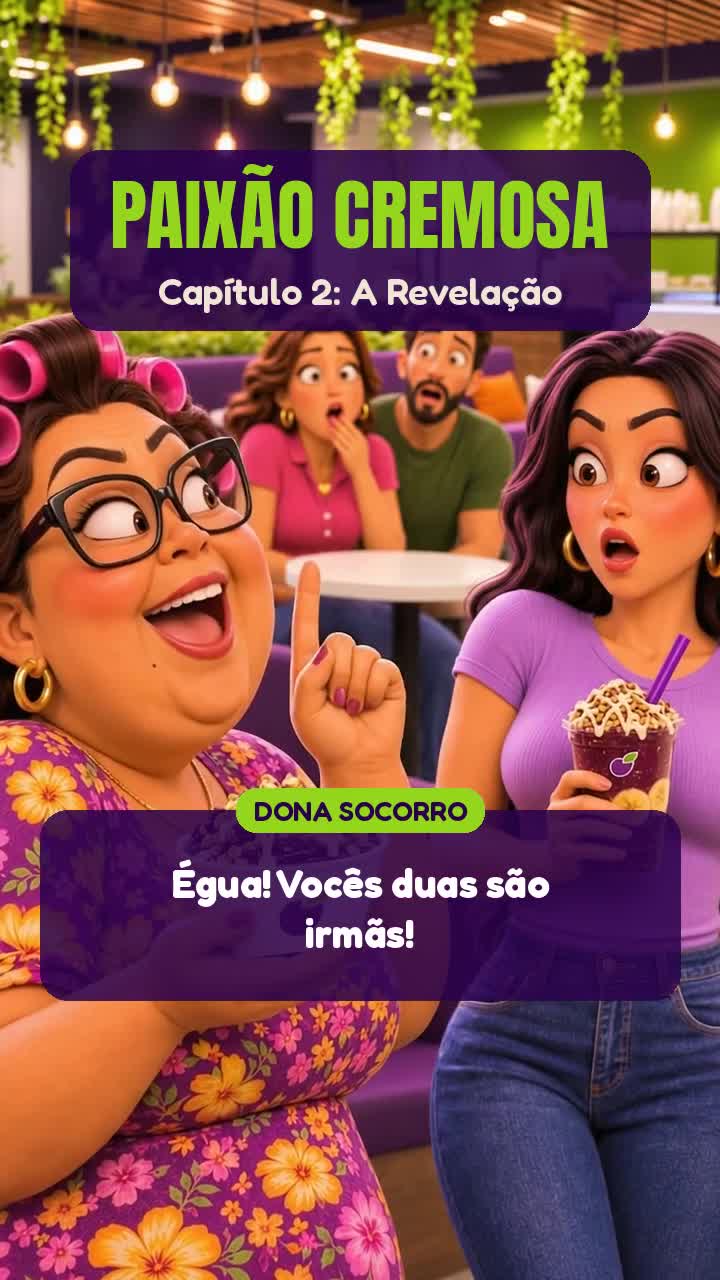 PAIXÃO CREMOSA
Capítulo 2: A Revelação
DONA SOCORRO
Égua! Vocês duas são
irmãs!